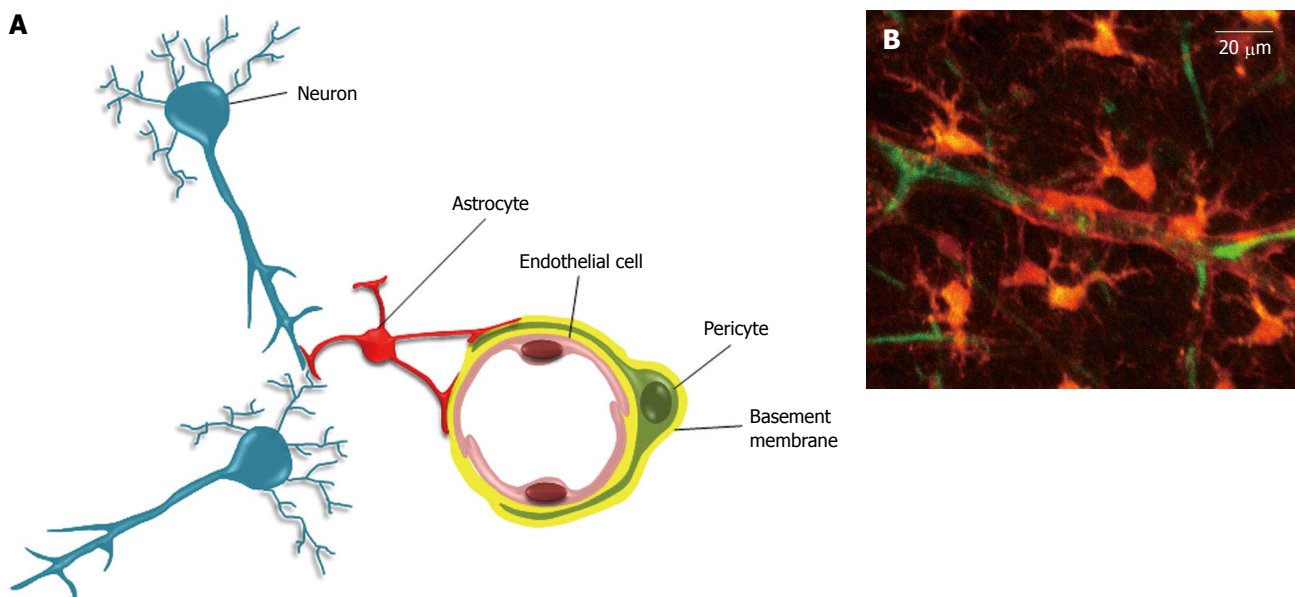 A
Neuron
Astrocyte
Endothelial cell
Pericyte
Basement
membrane
B
20 μm